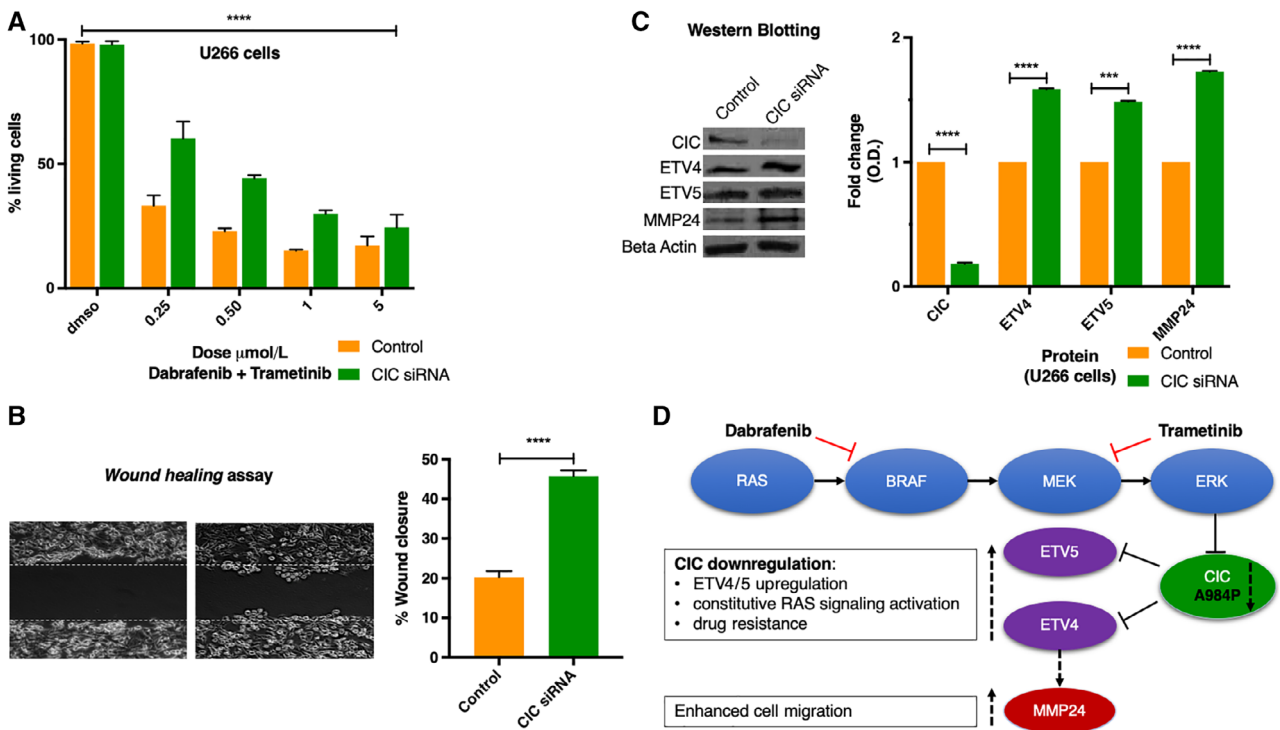 A
****
U266 cells
% living cells
100
50
0
dmso
0.25
0.50
1
5
Dose μmol/L
Dabrafenib + Trametinib
Control
CIC siRNA
B
Wound healing assay
% Wound closure
50
40
30
20
10
0
****
Control
CIC siRNA
C
Western Blotting
Control
CIC siRNA
CIC
ETV4
ETV5
MMP24
Beta Actin
Fold change
(O.D.)
2
1
0
****
****
***
****
CIC
ETV4
ETV5
MMP24
Protein
(U266 cells)
Control
CIC siRNA
D
Dabrafenib
Trametinib
RAS
BRAF
MEK
ERK
CIC downregulation:
• ETV4/5 upregulation
• constitutive RAS signaling activation
• drug resistance
ETV5
CIC
A984P
ETV4
Enhanced cell migration
MMP24